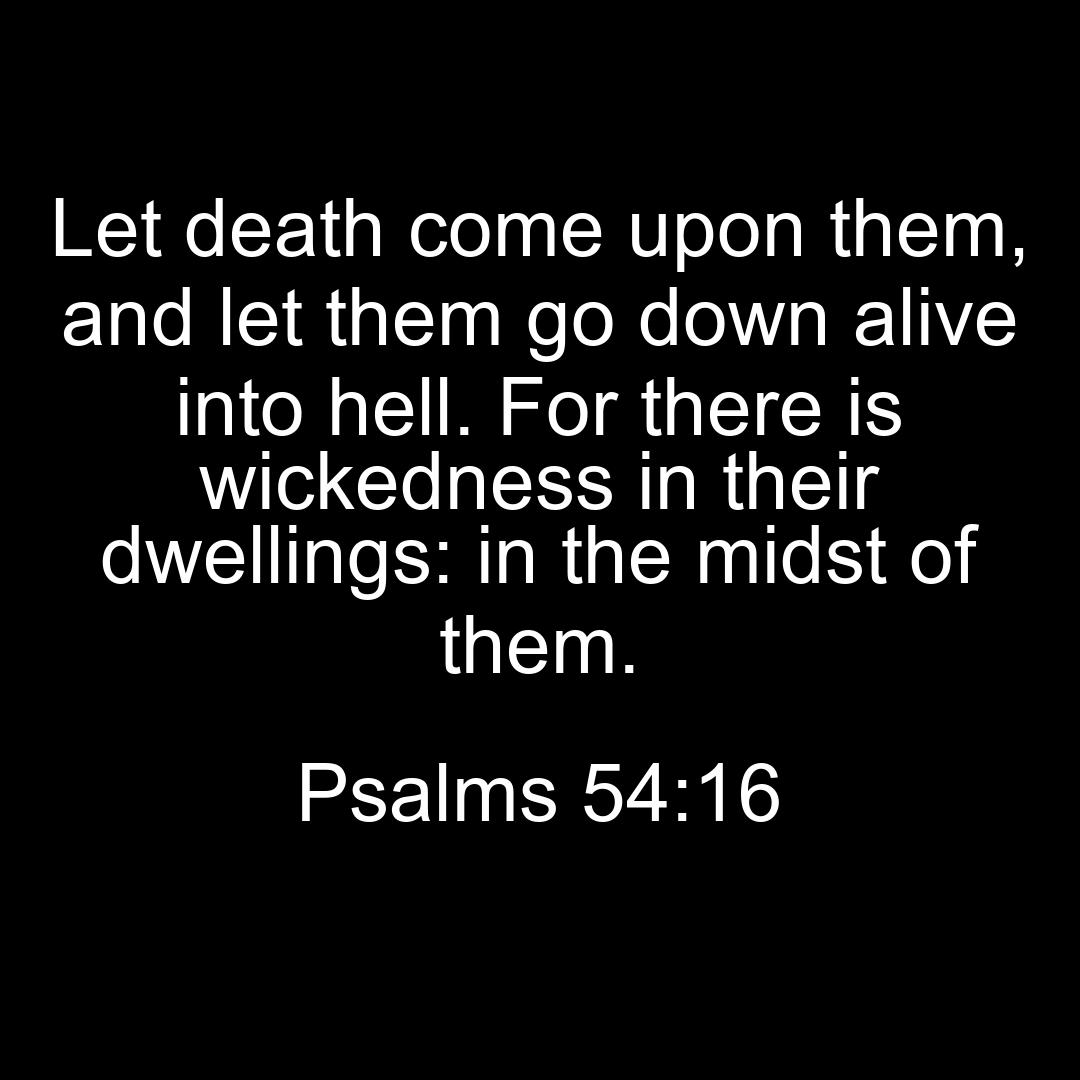 Let death come upon them,
and let them go down alive
into hell. For there is
wickedness in their
dwellings: in the midst of
them.
Psalms 54:16